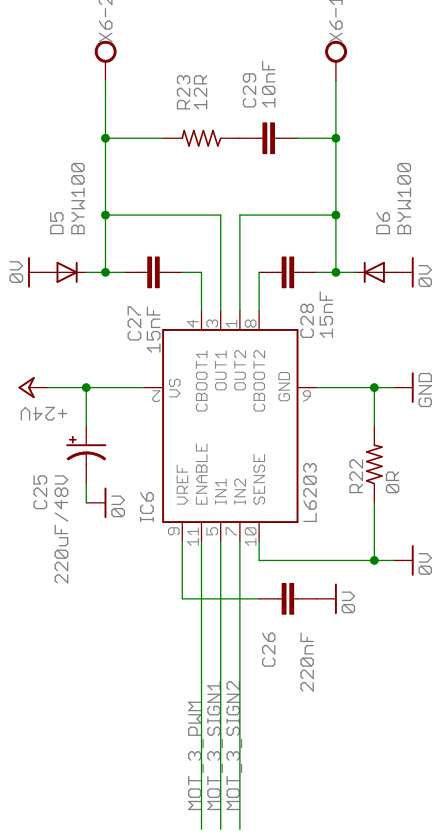 X6-2
X6-1
R23
12R
C29
10nF
D5
BYW100
D6
BYW100
0V
0V
C27
15nF
C28
15nF
4
3
1
8
+24V
2
VS
CBOOT1
OUT1
OUT2
CBOOT2
GND
6
GND
C25
220uF/48V
0V
IC6
VREF
ENABLE
IN1
IN2
SENSE
L6203
R22
0R
9
11
5
7
10
0V
C26
220nF
0V
MOT_3_PWM
MOT_3_SIGN1
MOT_3_SIGN2